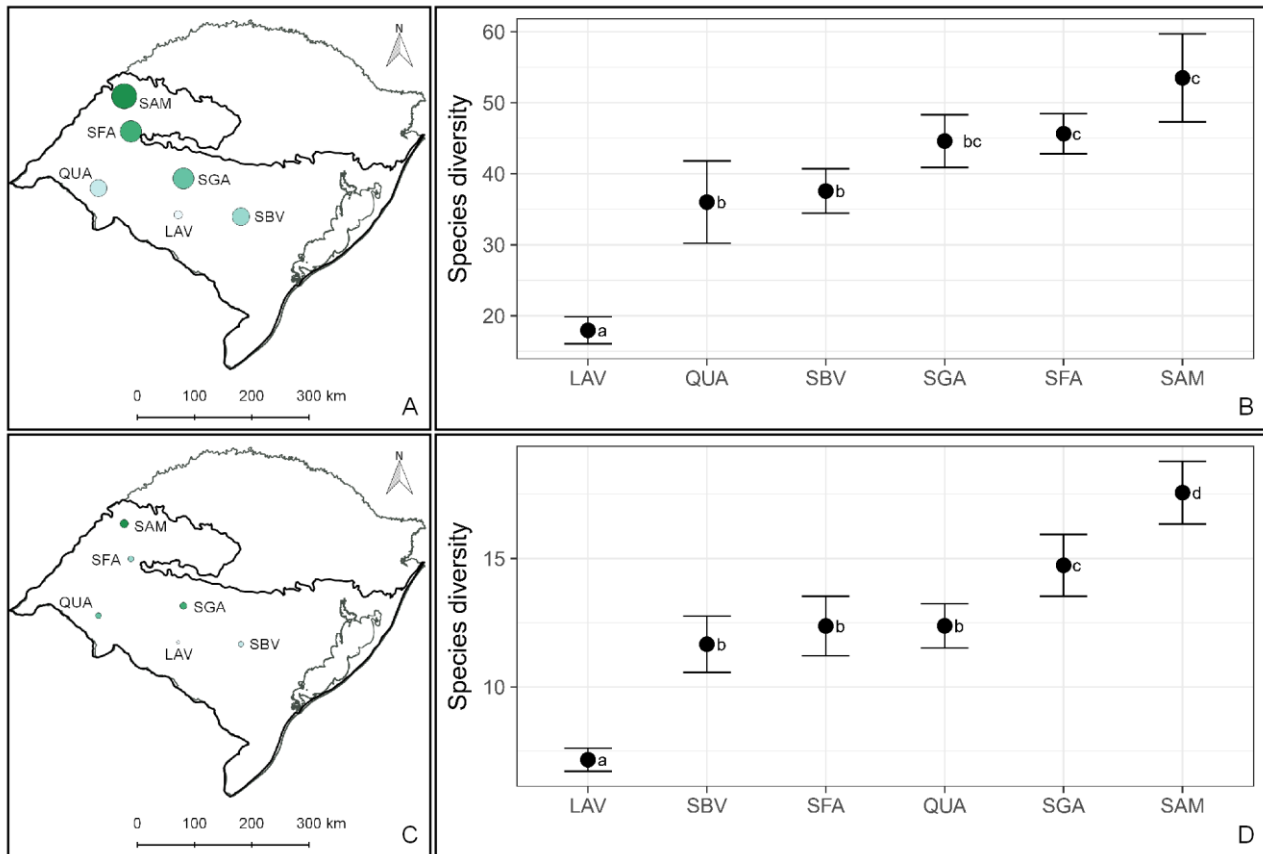 N
SAM
SFA
QUA
SGA
LAV
SBV
0 100 200 300 km
A
Species diversity
60
50
40
30
20
a
b
b
bc
c
c
LAV QUA SBV SGA SFA SAM
B
N
SAM
SFA
QUA
SGA
LAV
SBV
0 100 200 300 km
C
Species diversity
15
10
a
b
b
b
c
d
LAV SBV SFA QUA SGA SAM
D